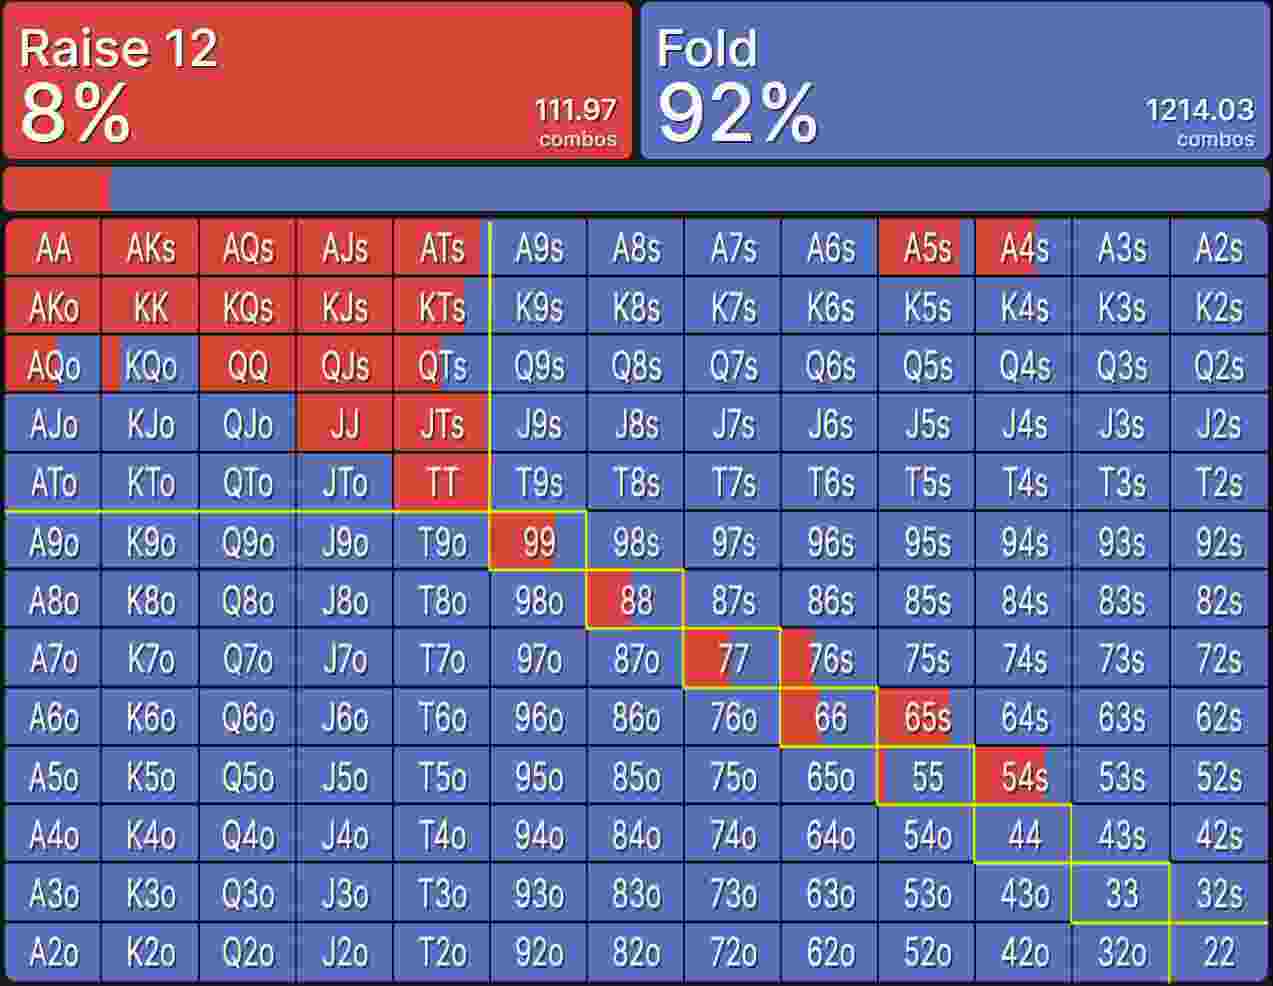 Raise 12
8%
111.97
combos
Fold
92%
1214.03
combos
AA AKs AQs AJs ATs A9s A8s A7s A6s A5s A4s A3s A2s
AKo KK KQs KJs KTs K9s K8s K7s K6s K5s K4s K3s K2s
AQo KQo QQ QJs QTs Q9s Q8s Q7s Q6s Q5s Q4s Q3s Q2s
AJo KJo QJo JJ JTs J9s J8s J7s J6s J5s J4s J3s J2s
ATo KTo QTo JTo TT T9s T8s T7s T6s T5s T4s T3s T2s
A9o K9o Q9o J9o T9o 99 98s 97s 96s 95s 94s 93s 92s
A8o K8o Q8o J8o T8o 98o 88 87s 86s 85s 84s 83s 82s
A7o K7o Q7o J7o T7o 97o 87o 77 76s 75s 74s 73s 72s
A6o K6o Q6o J6o T6o 96o 86o 76o 66 65s 64s 63s 62s
A5o K5o Q5o J5o T5o 95o 85o 75o 65o 55 54s 53s 52s
A4o K4o Q4o J4o T4o 94o 84o 74o 64o 54o 44 43s 42s
A3o K3o Q3o J3o T3o 93o 83o 73o 63o 53o 43o 33 32s
A2o K2o Q2o J2o T2o 92o 82o 72o 62o 52o 42o 32o 22